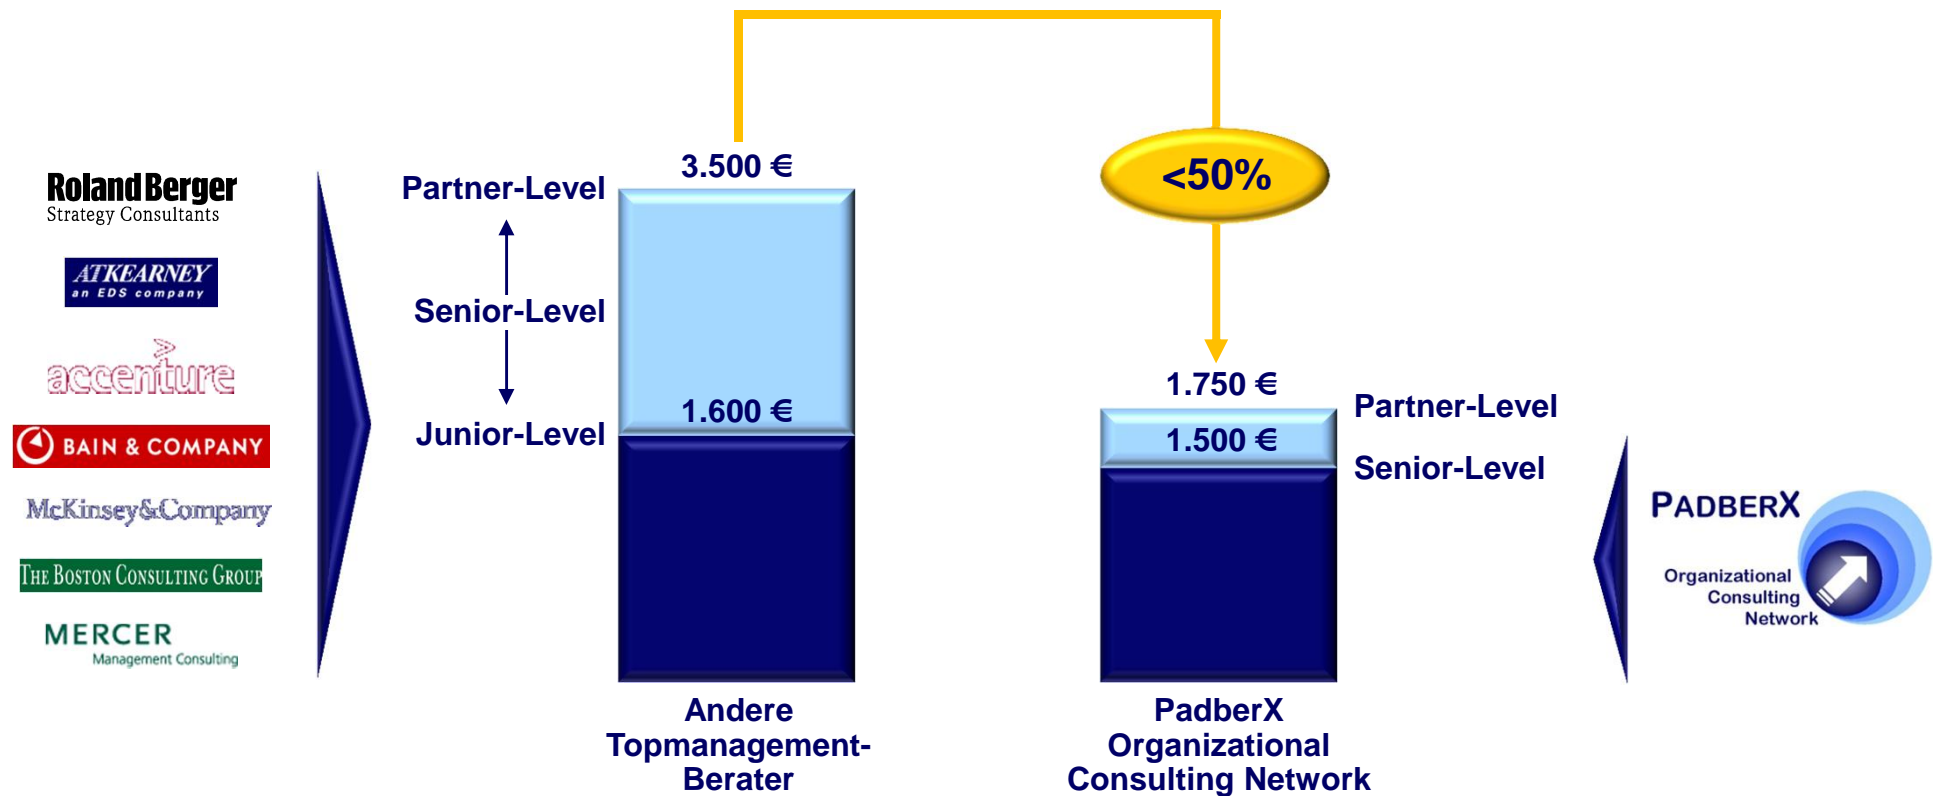 Roland Berger
Strategy Consultants
ATKEARNEY
an EDS company
accenture
BAIN & COMPANY
McKinsey&Company
THE BOSTON CONSULTING GROUP
MERCER
Management Consulting
Partner-Level
Senior-Level
Junior-Level
3.500 €
1.600 €
Andere
Topmanagement-
Berater
<50%
1.750 €
1.500 €
Partner-Level
Senior-Level
PadberX
Organizational
Consulting Network
PADBERX
Organizational
Consulting
Network